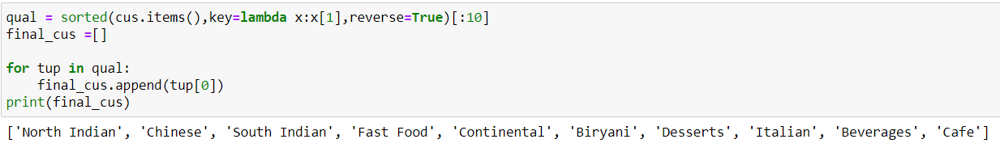 qual = sorted(cus.items(),key=lambda x:x[1],reverse=True)[:10]
final_cus =[]

for tup in qual:
    final_cus.append(tup[0])
print(final_cus)
['North Indian', 'Chinese', 'South Indian', 'Fast Food', 'Continental', 'Biryani', 'Desserts', 'Italian', 'Beverages', 'Cafe']